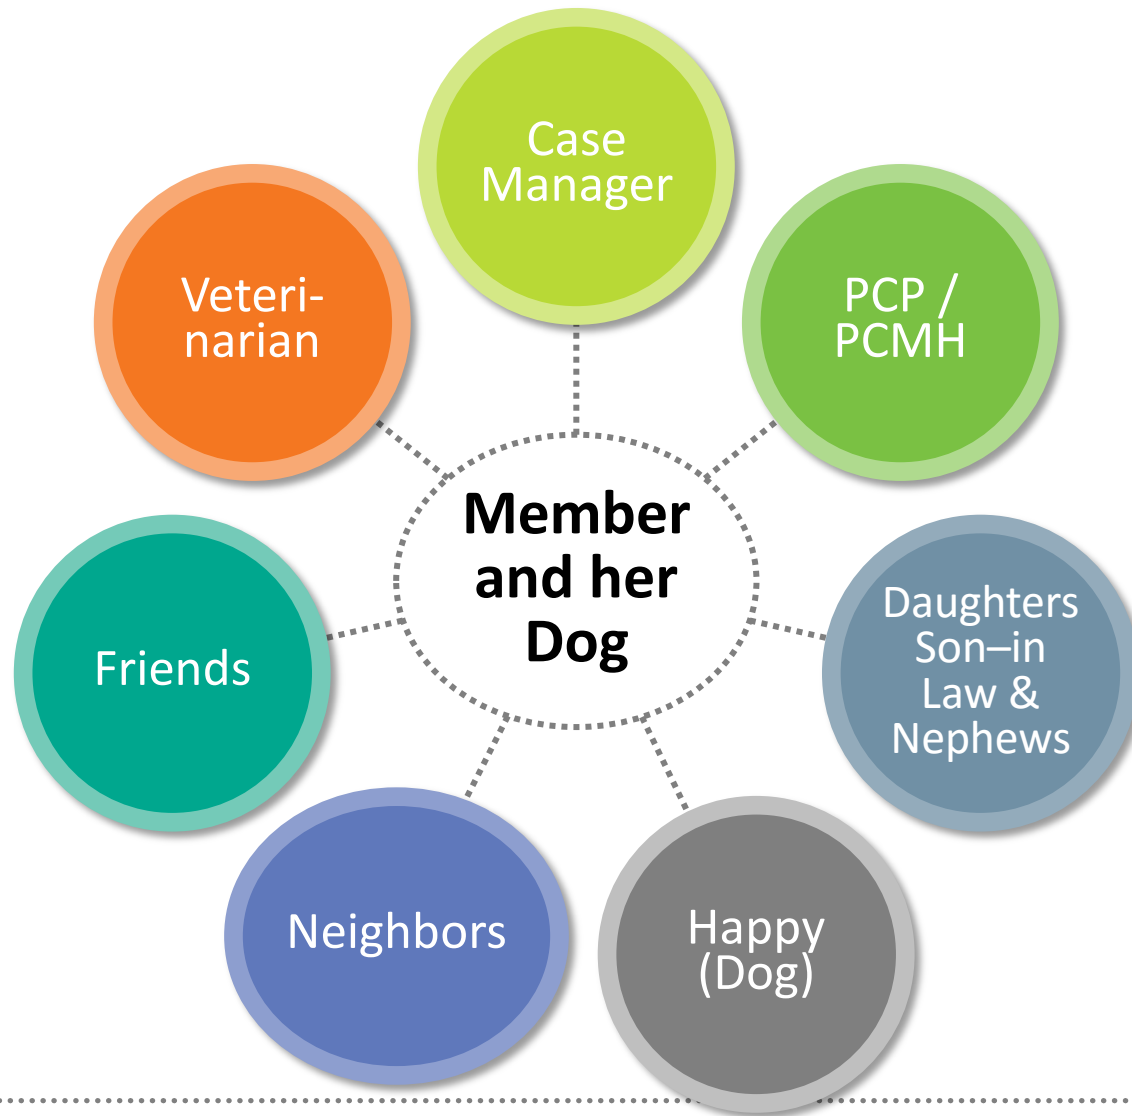 Case
Manager
PCP /
PCMH
Daughters
Son–in
Law &
Nephews
Happy
(Dog)
Neighbors
Friends
Veteri-
narian
Member
and her
Dog